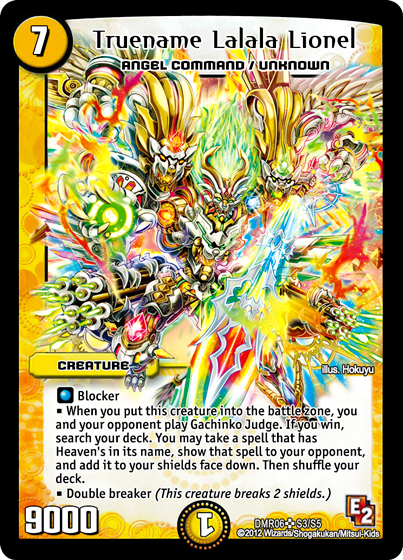 7
Truename Lalala Lionel
ANGEL COMMAND / UNKNOWN
illus. Hokuyu
CREATURE
Blocker
▪ When you put this creature into the battle zone, you
and your opponent play Gachinko Judge. If you win,
search your deck. You may take a spell that has
Heaven's in its name, show that spell to your opponent,
and add it to your shields face down. Then shuffle your
deck.
▪ Double breaker (This creature breaks 2 shields.)
9000
1
DMR06 S3/S5
©2012 Wizards/Shogakukan/Mitsui-Kids
E2